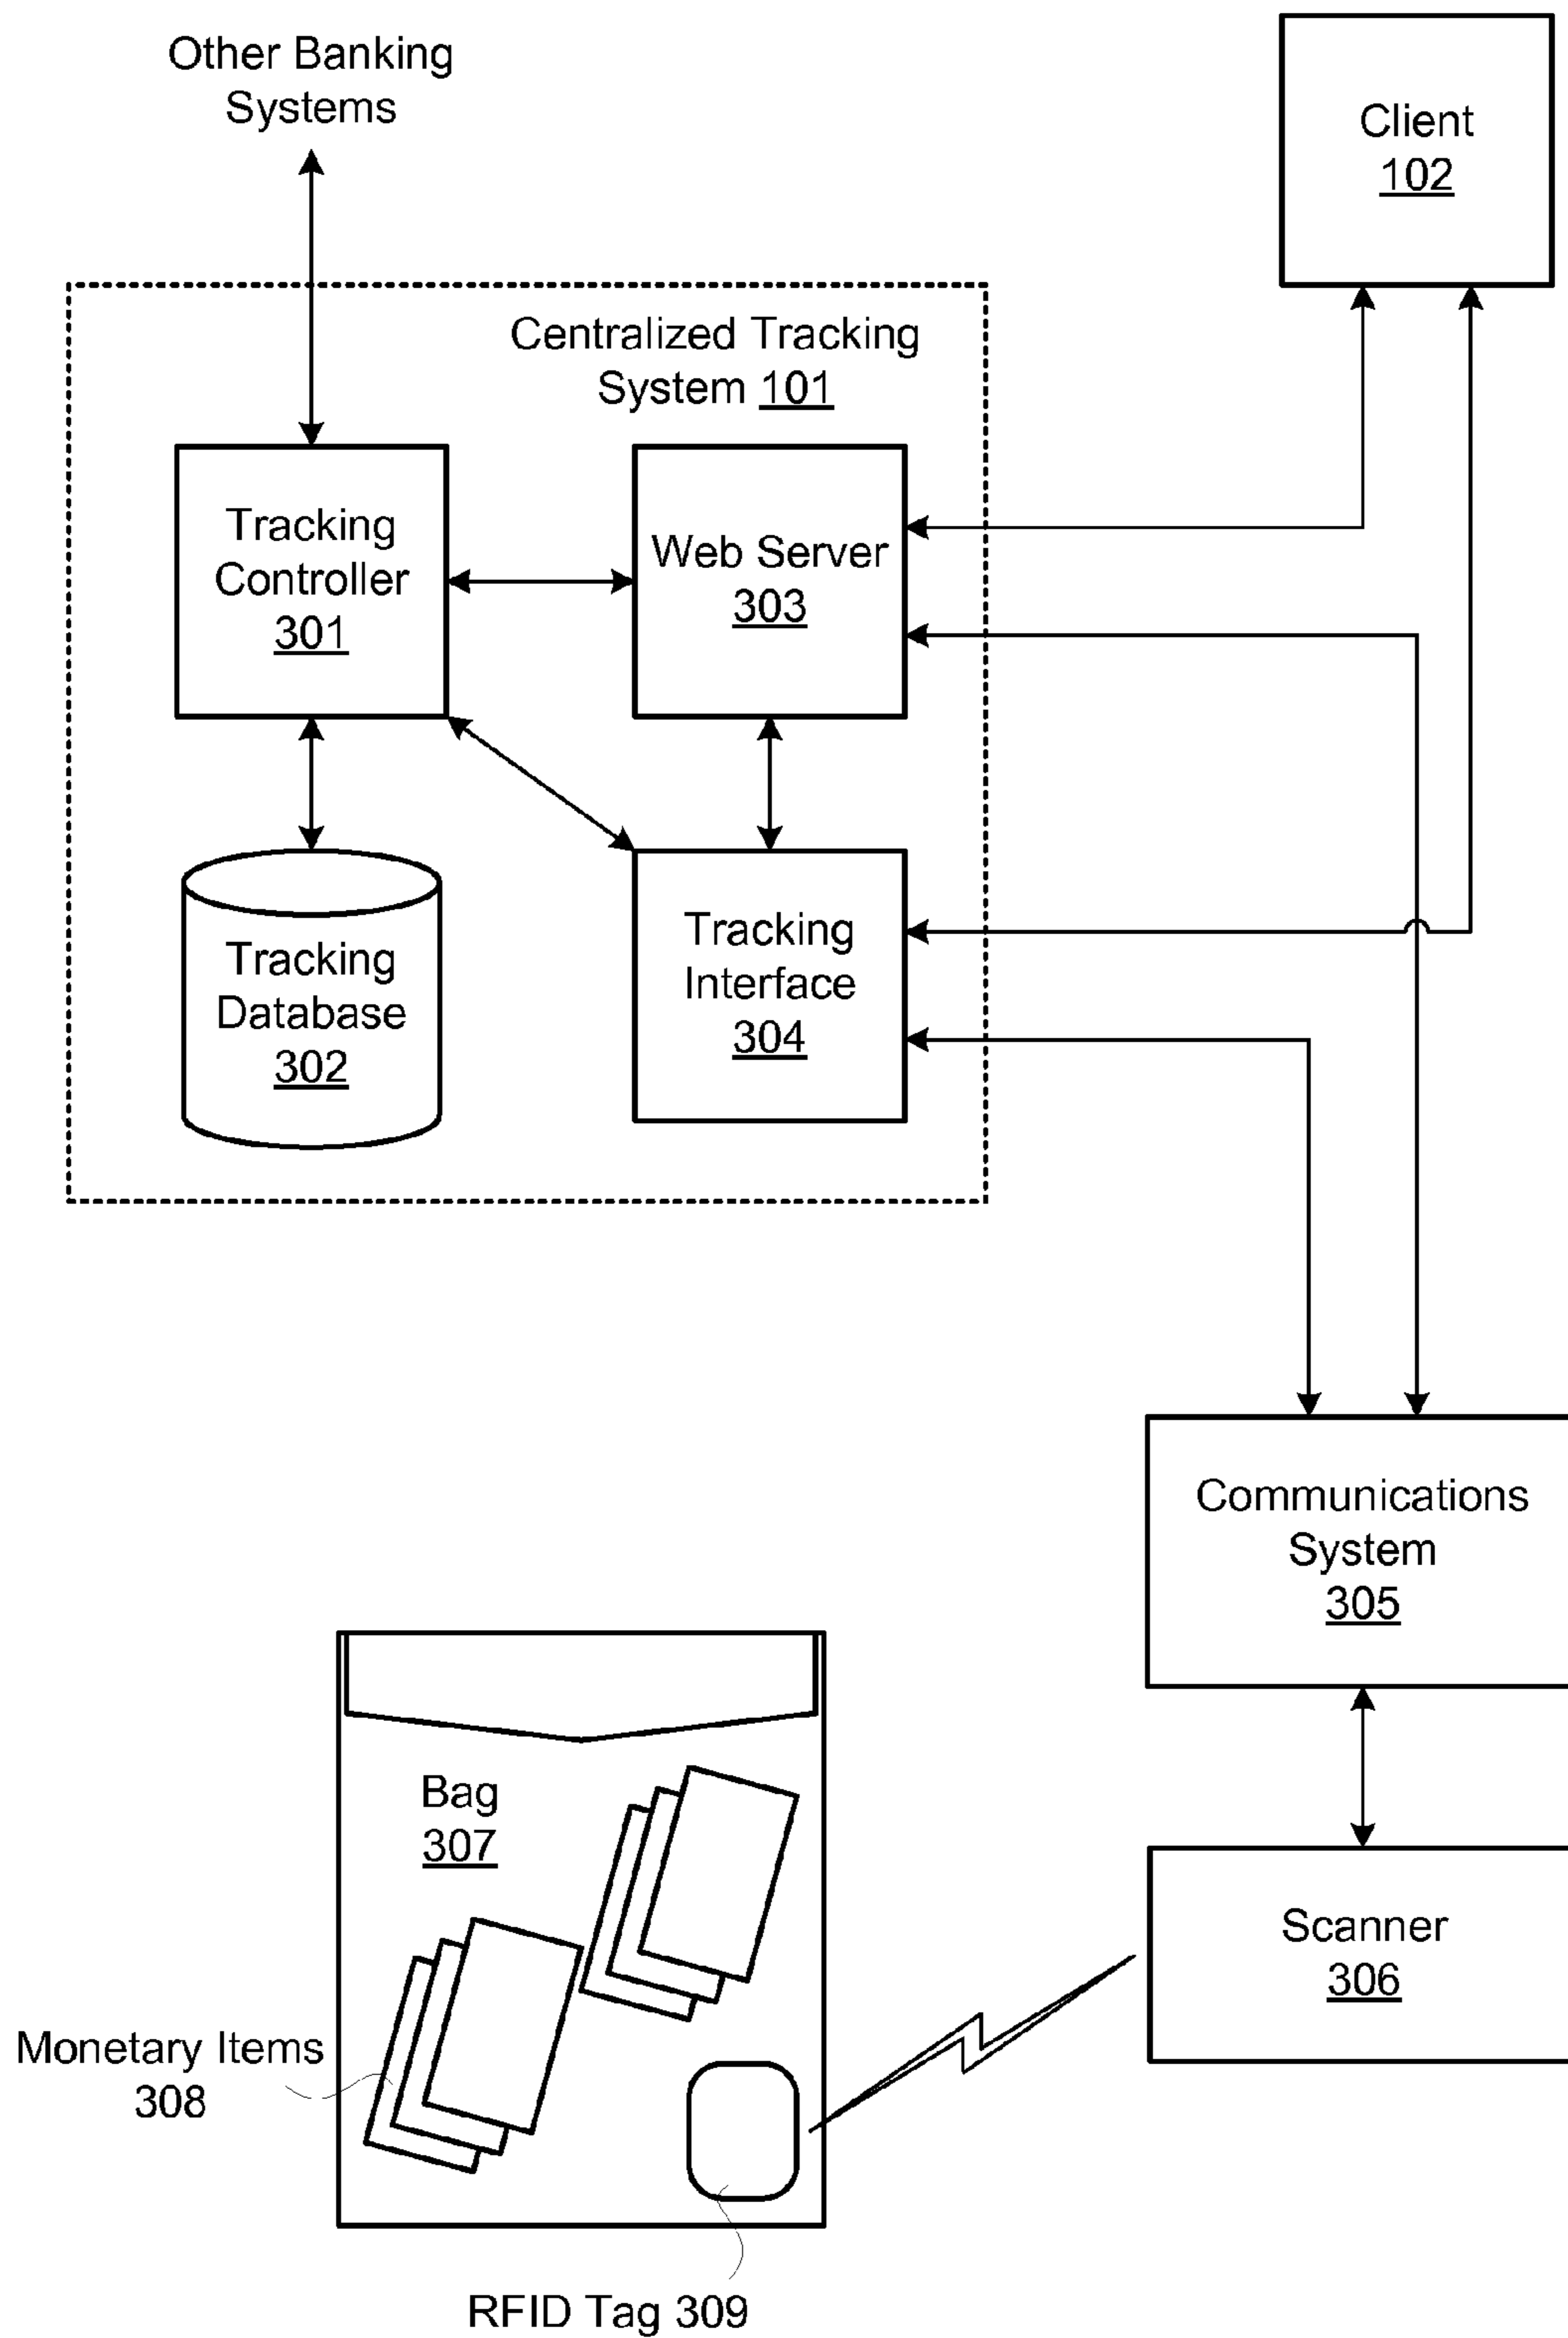 Other Banking
Systems
Client
102
Centralized Tracking
System 101
Tracking
Controller
301
Web Server
303
Tracking
Database
302
Tracking
Interface
304
Communications
System
305
Bag
307
Scanner
306
Monetary Items
308
RFID Tag 309